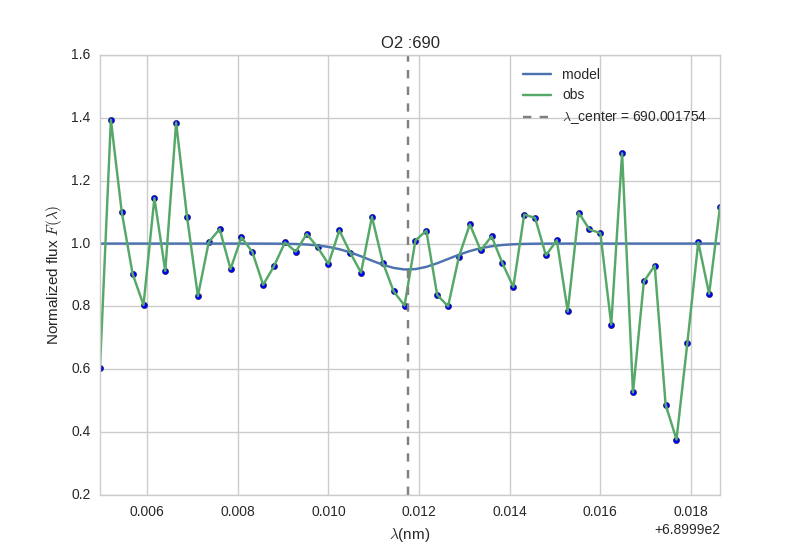 O2 :690
1.6
1.4
1.2
1.0
0.8
0.6
0.4
0.2
Normalized flux F(λ)
model
obs
λ_center = 690.001754
0.006 0.008 0.010 0.012 0.014 0.016 0.018
λ(nm)
+6.8999e2